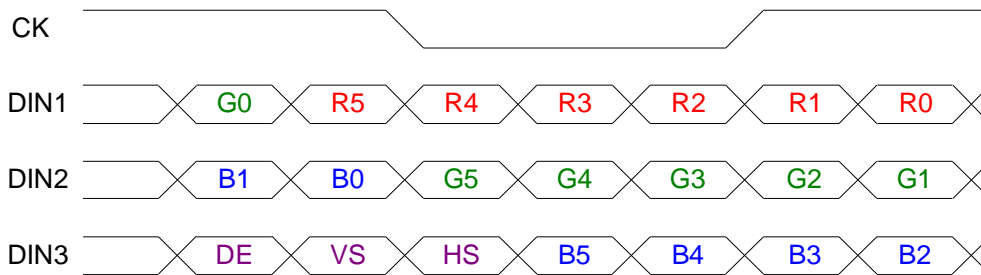 CK
DIN1 G0 R5 R4 R3 R2 R1 R0
DIN2 B1 B0 G5 G4 G3 G2 G1
DIN3 DE VS HS B5 B4 B3 B2